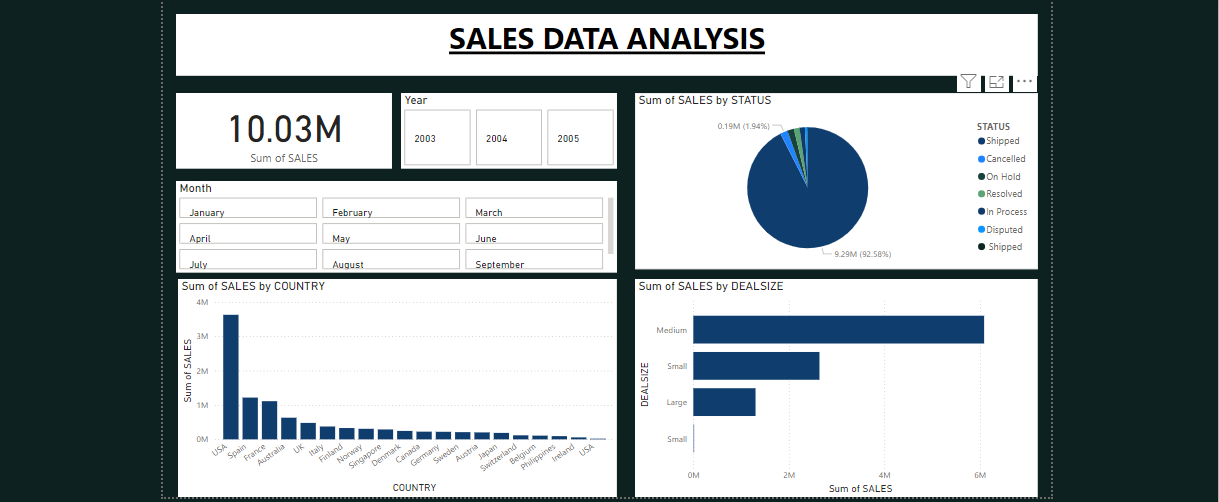 SALES DATA ANALYSIS
10.03M
Sum of SALES
Year
2003
2004
2005
Month
January
February
March
April
May
June
July
August
September
Sum of SALES by STATUS
0.19M (1.94%)
9.29M (92.58%)
STATUS
Shipped
Cancelled
On Hold
Resolved
In Process
Disputed
Shipped
Sum of SALES by COUNTRY
Sum of SALES
4M
3M
2M
1M
0M
USA
Spain
France
Australia
UK
Italy
Finland
Norway
Singapore
Denmark
Canada
Germany
Sweden
Austria
Japan
Switzerland
Belgium
Philippines
Ireland
USA
COUNTRY
Sum of SALES by DEALSIZE
DEALSIZE
Medium
Small
Large
Small
0M
2M
4M
6M
Sum of SALES